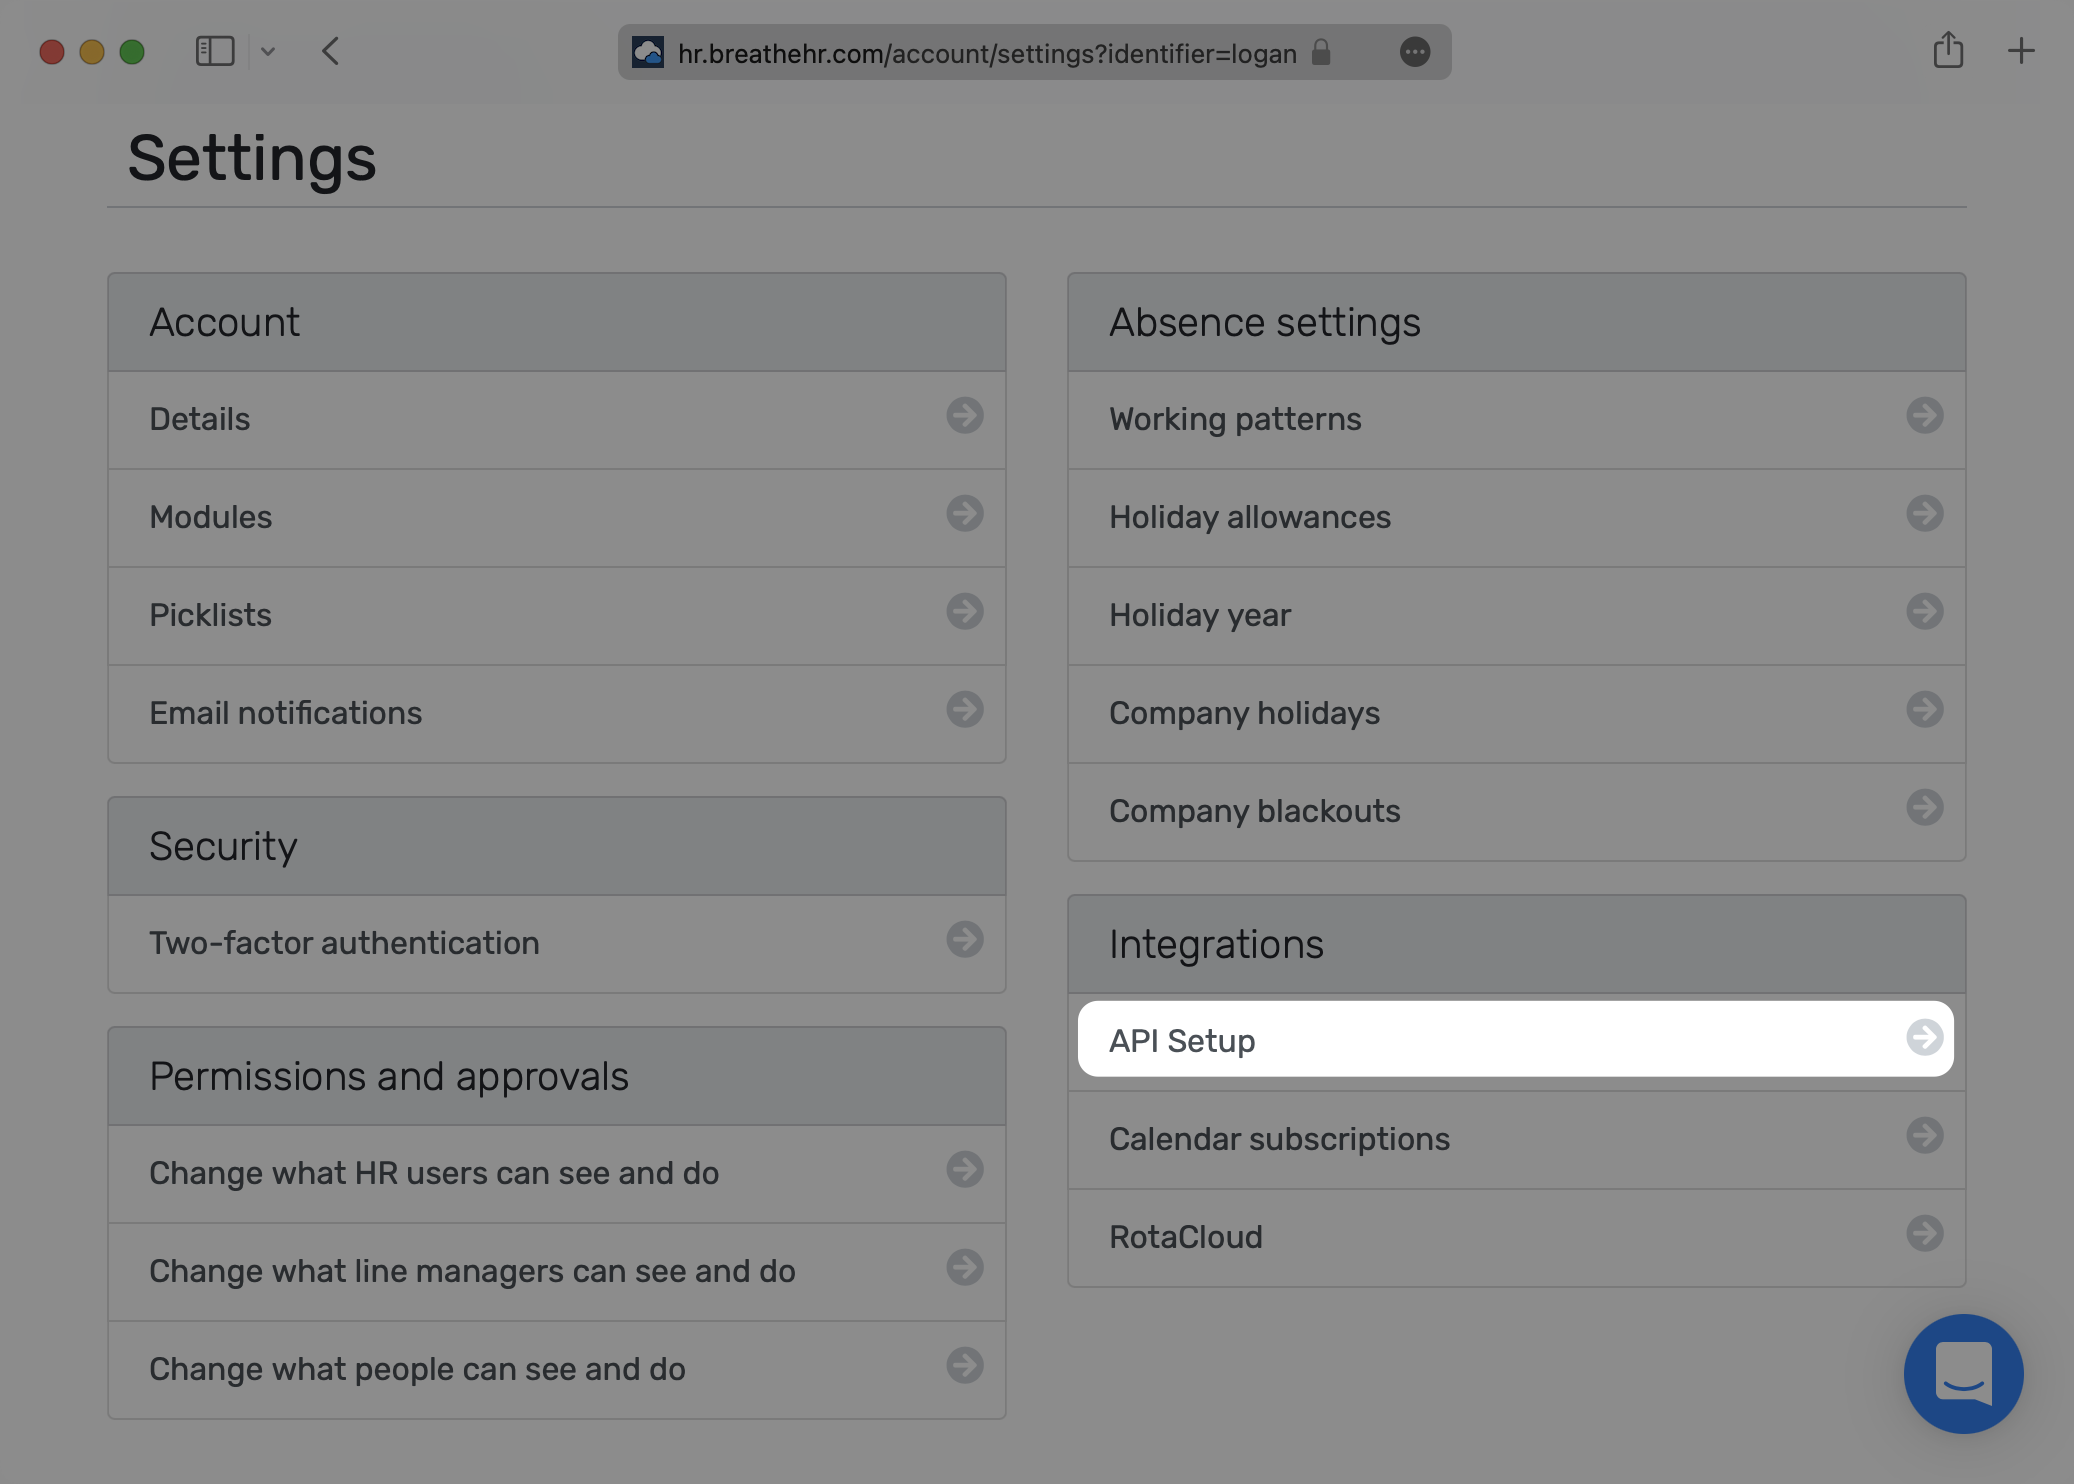 hr.breathehr.com/account/settings?identifier=logan
Settings
Account
Details
Modules
Picklists
Email notifications
Security
Two-factor authentication
Permissions and approvals
Change what HR users can see and do
Change what line managers can see and do
Change what people can see and do
Absence settings
Working patterns
Holiday allowances
Holiday year
Company holidays
Company blackouts
Integrations
API Setup
Calendar subscriptions
RotaCloud